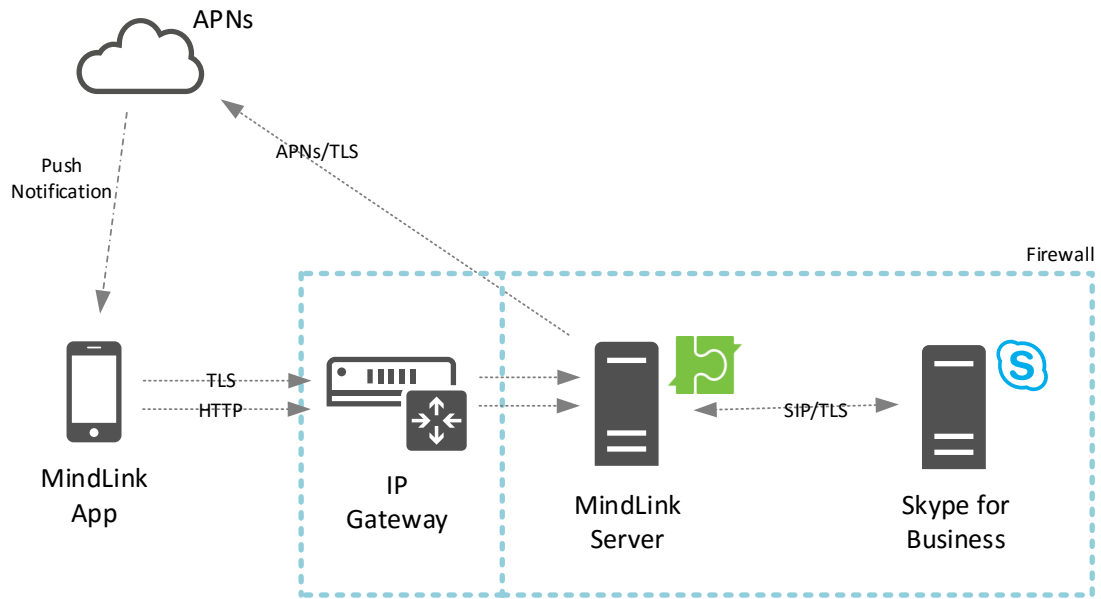 APNs
Push
Notification
APNs/TLS
Firewall
TLS
HTTP
S
SIP/TLS
MindLink
App
IP
Gateway
MindLink
Server
Skype for
Business